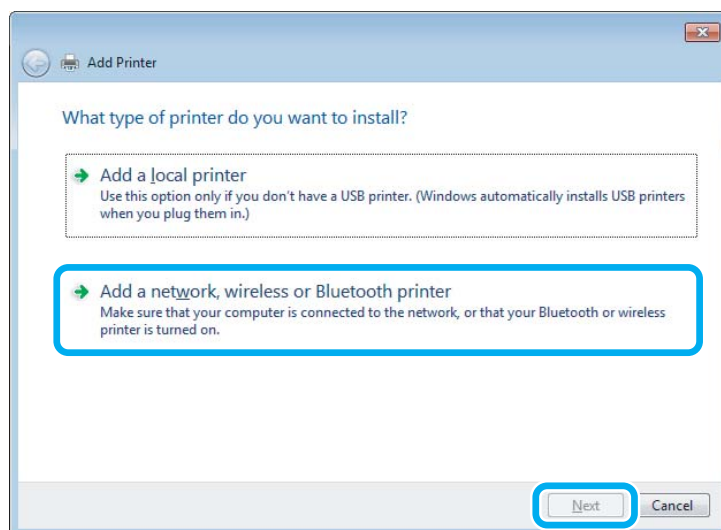 Add Printer
What type of printer do you want to install?
Add a local printer
Use this option only if you don't have a USB printer. (Windows automatically installs USB printers
when you plug them in.)
Add a network, wireless or Bluetooth printer
Make sure that your computer is connected to the network, or that your Bluetooth or wireless
printer is turned on.
Next Cancel